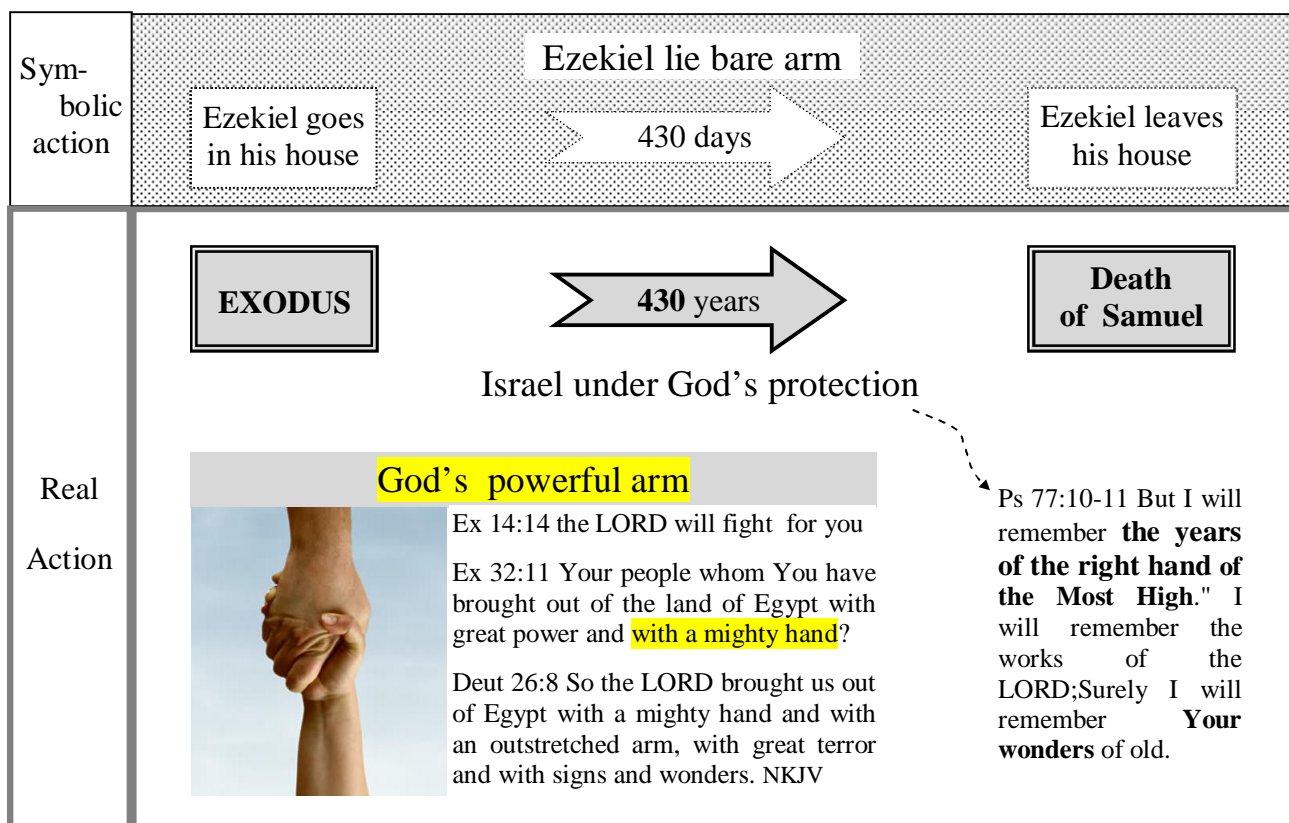 Sym-
bolic
action
Ezekiel lie bare arm
Ezekiel goes
in his house
430 days
Ezekiel leaves
his house
Real
Action
EXODUS
430 years
Death
of Samuel
Israel under God’s protection
God’s powerful arm
Ex 14:14 the LORD will fight for you
Ex 32:11 Your people whom You have
brought out of the land of Egypt with
great power and with a mighty hand?
Deut 26:8 So the LORD brought us out
of Egypt with a mighty hand and with
an outstretched arm, with great terror
and with signs and wonders. NKJV
Ps 77:10-11 But I will
remember the years
of the right hand of
the Most High." I
will remember the
works of the
LORD;Surely I will
remember Your
wonders of old.